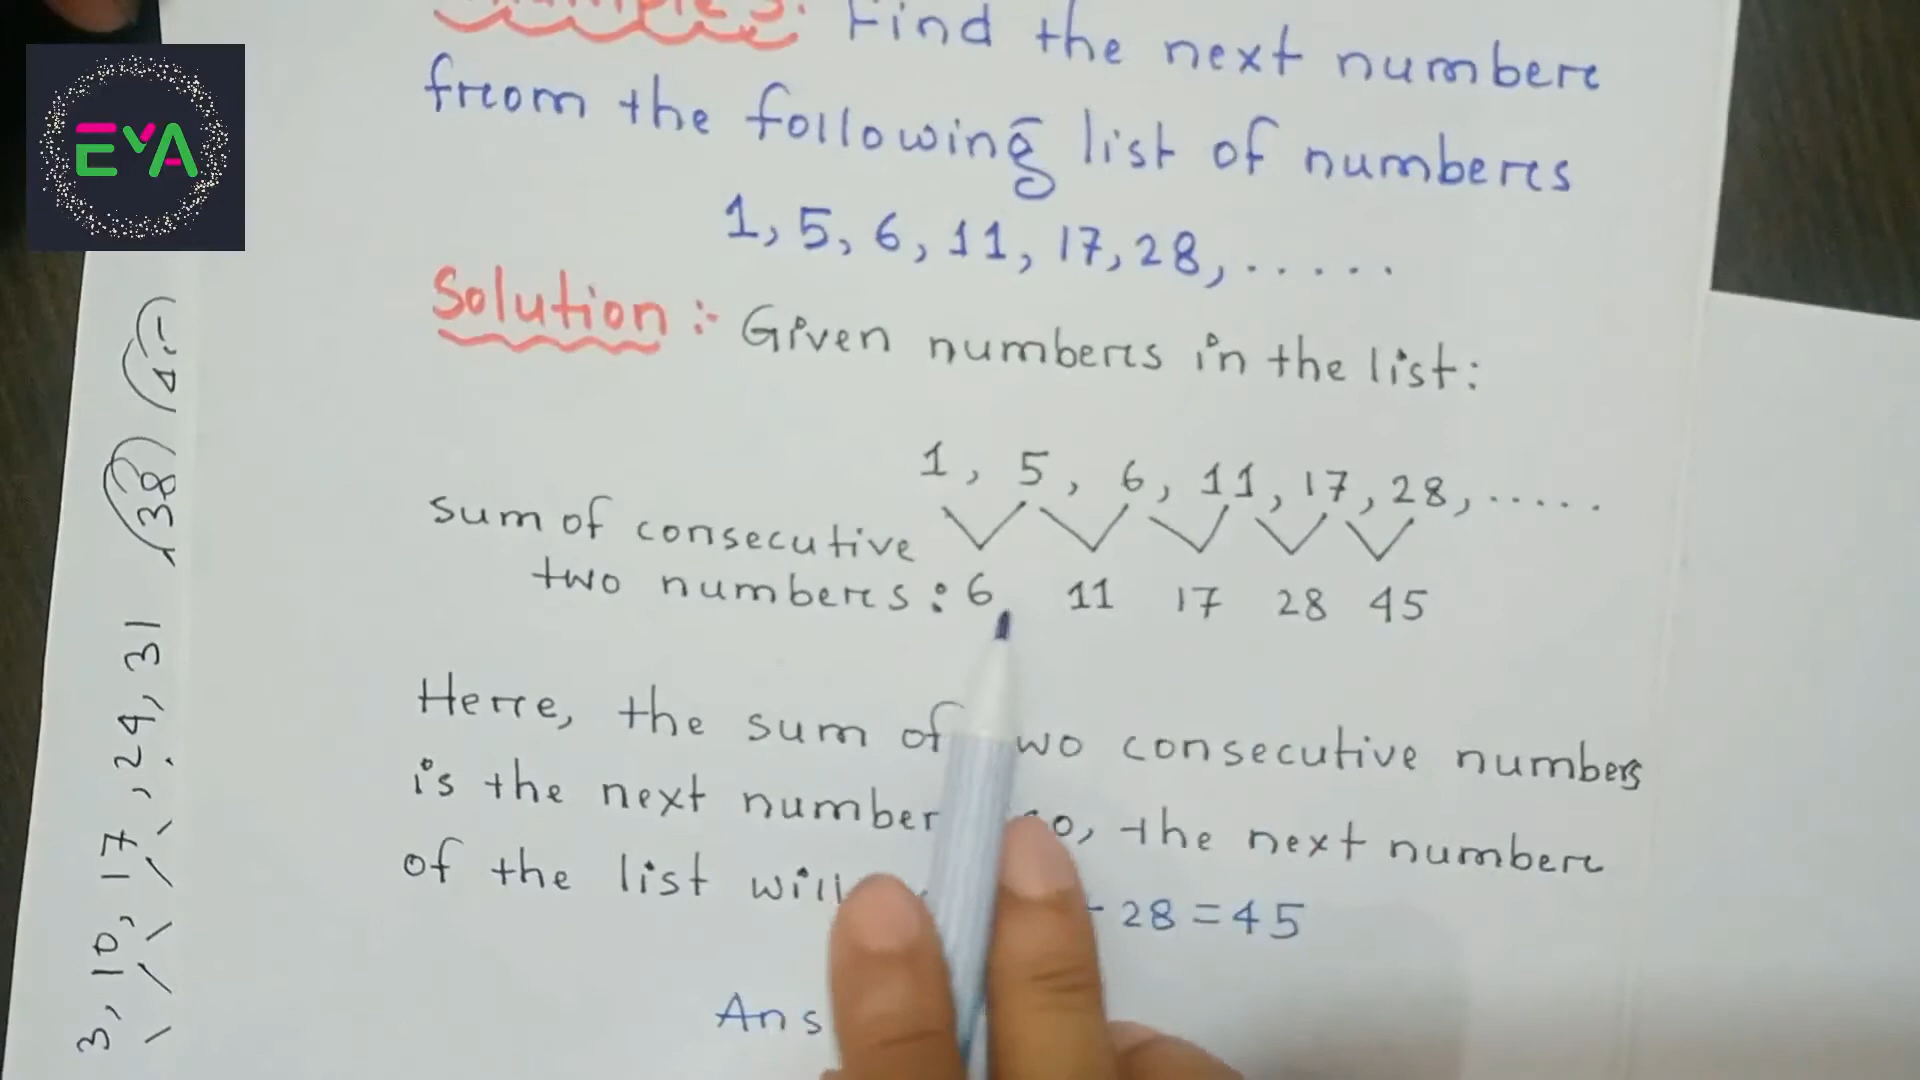 EYA
Find the next number
from the following list of numbers
1, 5, 6, 11, 17, 28, .....
Solution :- Given numbers in the list:
1, 5, 6, 11, 17, 28, .....
sum of consecutive
two numbers : 6 11 17 28 45
Here, the sum of wo consecutive numbers
is the next number so, the next number
of the list will 28 = 45
Ans
3, 10, 17, 24, 31, 38